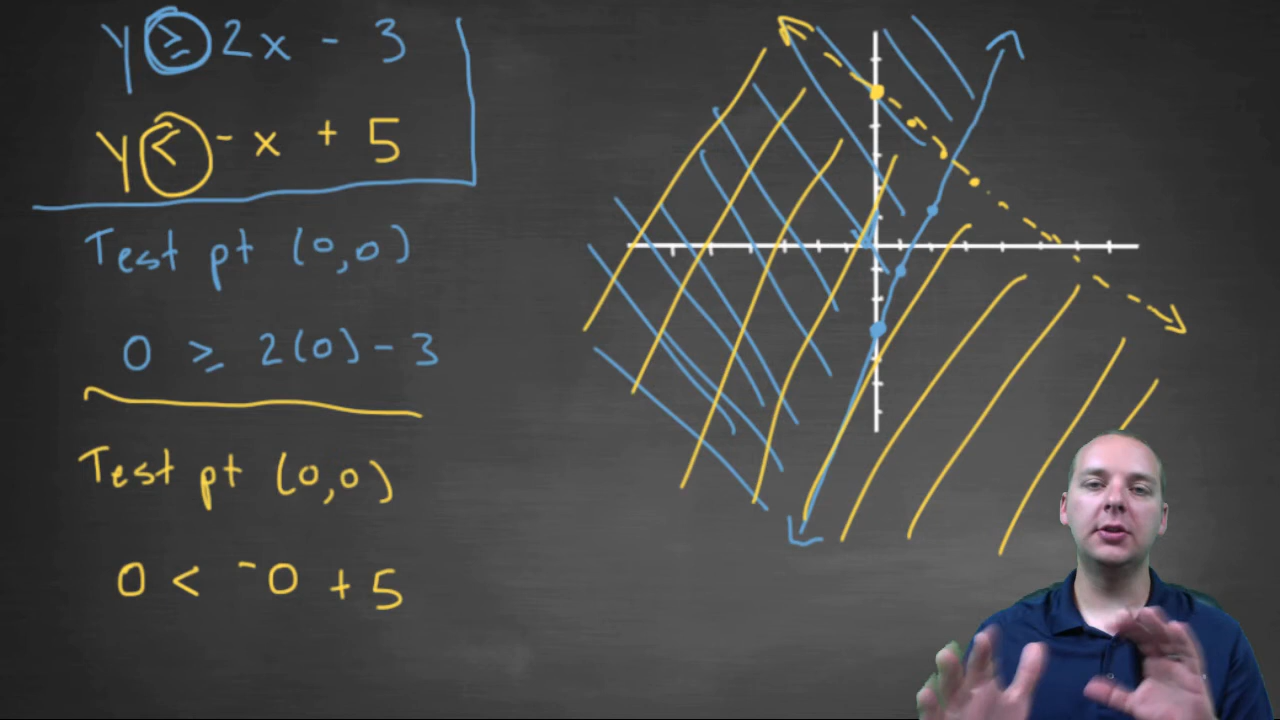 y ≥ 2x - 3
y < -x + 5
Test pt (0,0)
0 ≥ 2(0) - 3
Test pt (0,0)
0 < -0 + 5